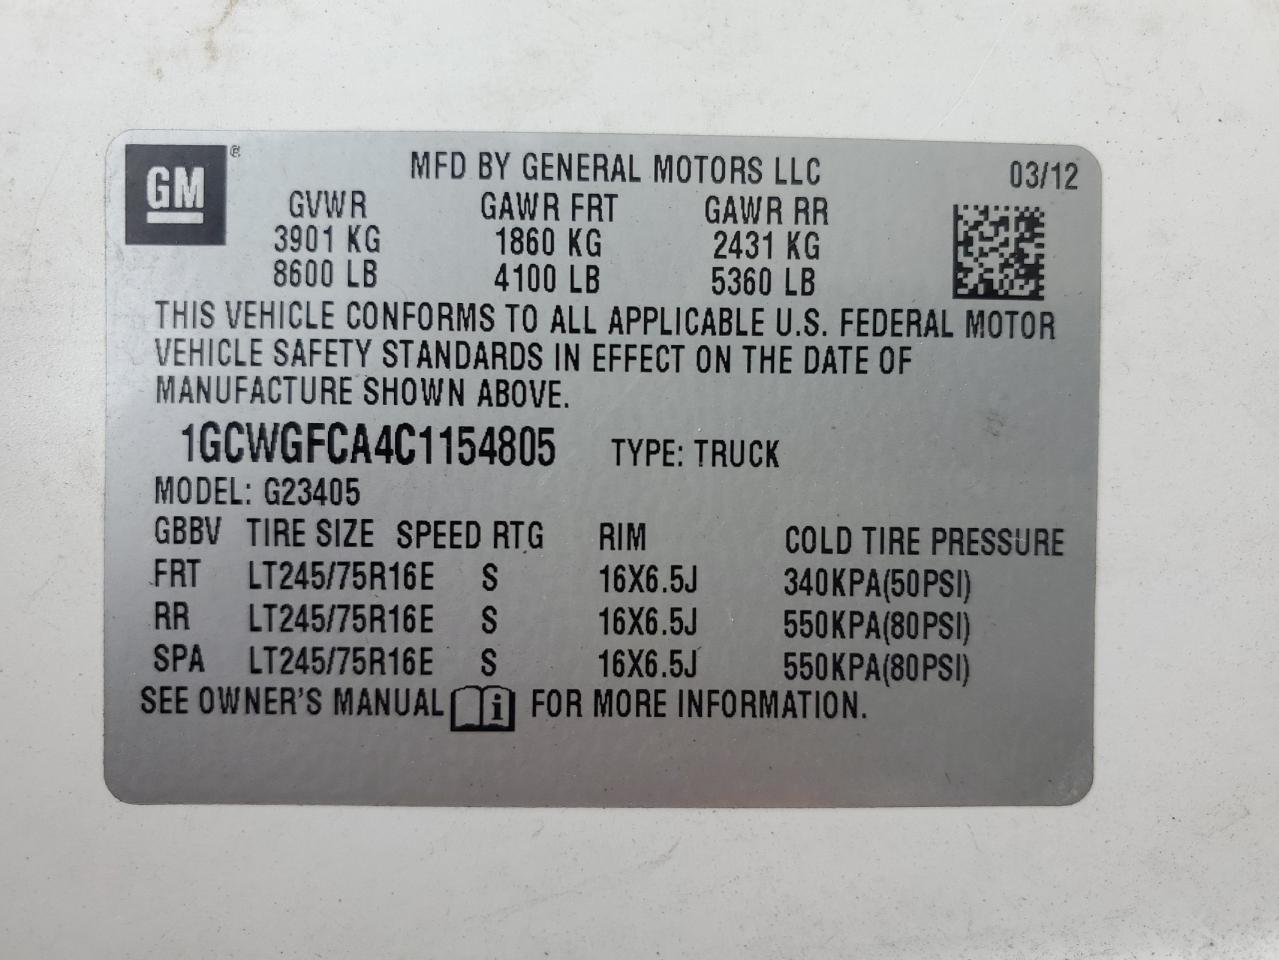 GM ®
MFD BY GENERAL MOTORS LLC 03/12
GVWR GAWR FRT GAWR RR
3901 KG 1860 KG 2431 KG
8600 LB 4100 LB 5360 LB
THIS VEHICLE CONFORMS TO ALL APPLICABLE U.S. FEDERAL MOTOR
VEHICLE SAFETY STANDARDS IN EFFECT ON THE DATE OF
MANUFACTURE SHOWN ABOVE.
1GCWGFCA4C1154805 TYPE: TRUCK
MODEL: G23405
GBBV TIRE SIZE SPEED RTG RIM COLD TIRE PRESSURE
FRT LT245/75R16E S 16X6.5J 340KPA(50PSI)
RR LT245/75R16E S 16X6.5J 550KPA(80PSI)
SPA LT245/75R16E S 16X6.5J 550KPA(80PSI)
SEE OWNER'S MANUAL i FOR MORE INFORMATION.